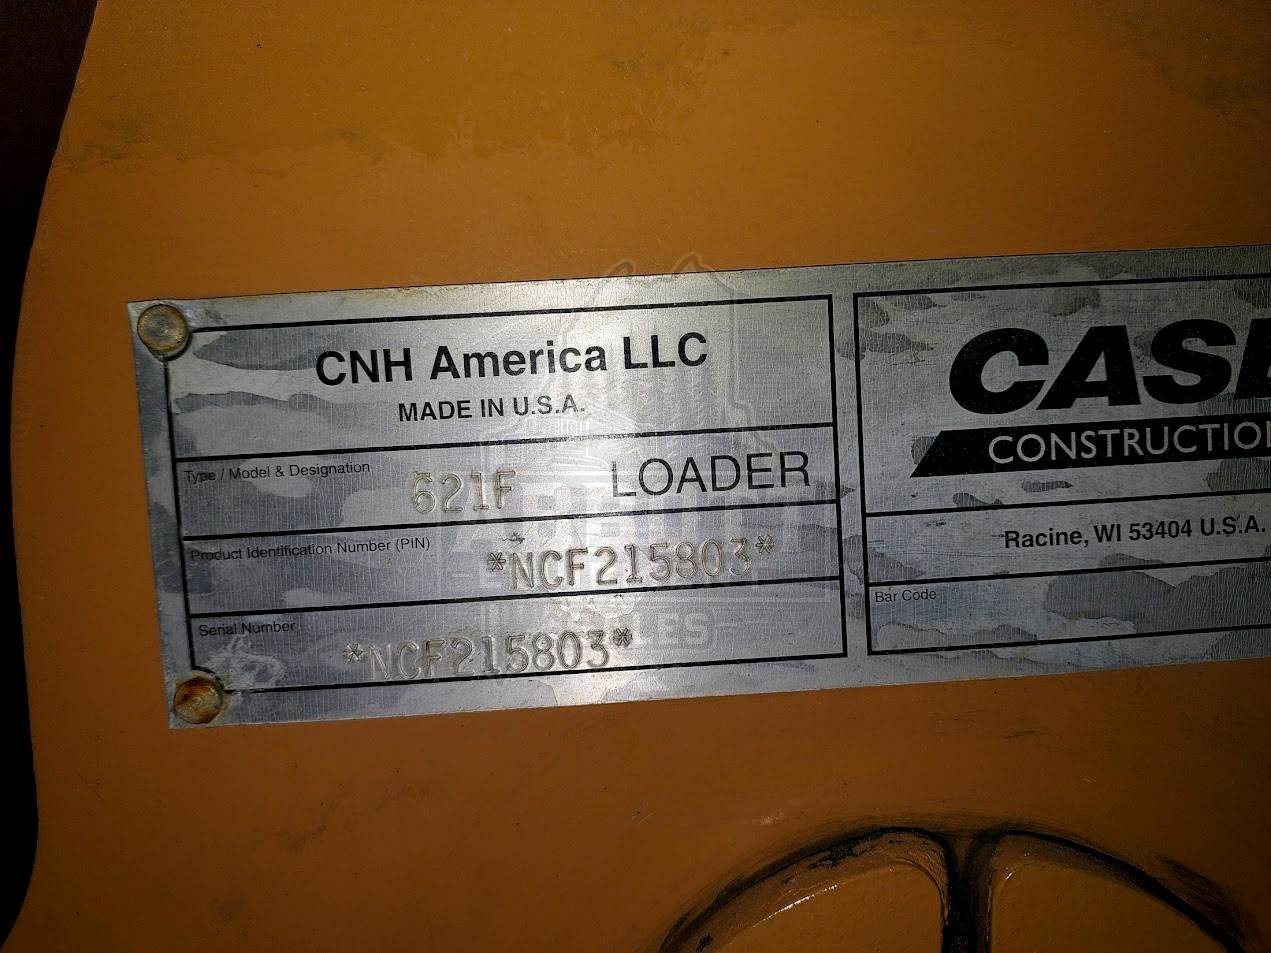 CNH America LLC
MADE IN U.S.A.
Type / Model & Designation
621F LOADER
Product Identification Number (PIN)
*NCF215803*
Serial Number
*NCF215803*
CASE
CONSTRUCTIO
Racine, WI 53404 U.S.A.
Bar Code